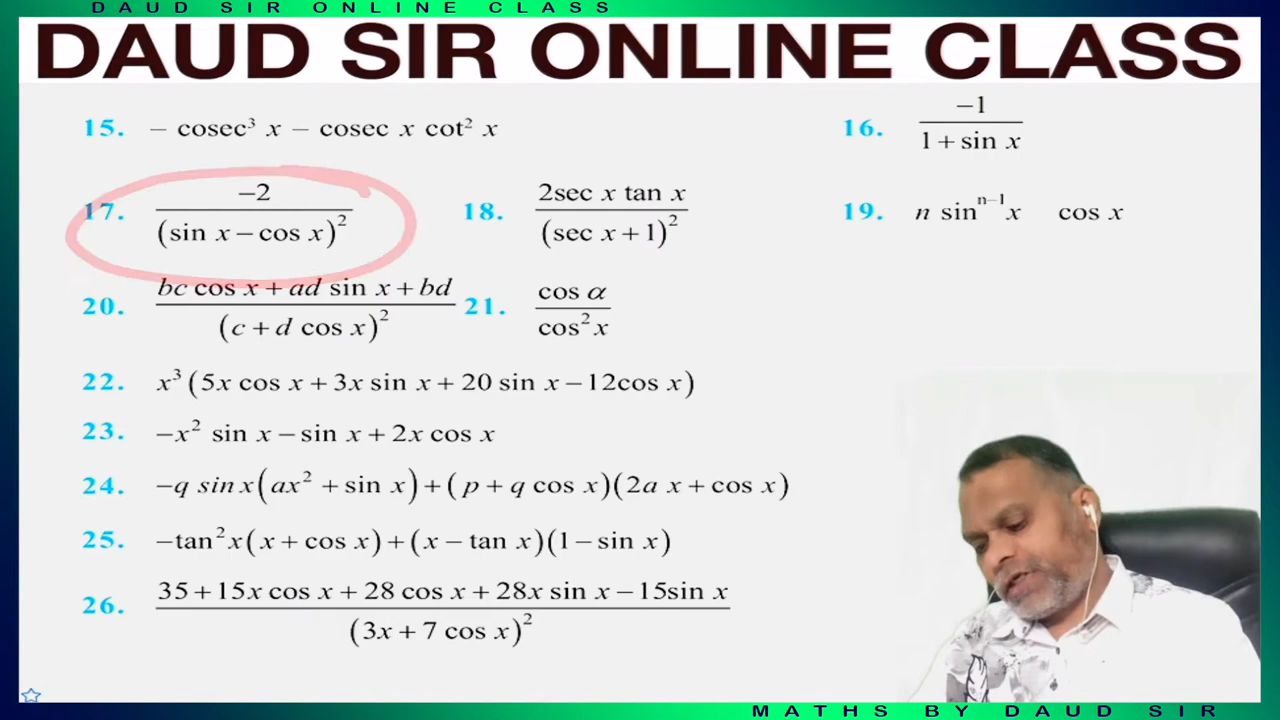 DAUD SIR ONLINE CLASS
DAUD SIR ONLINE CLASS
15. − cosec³ x − cosec x cot² x
16. −1 / (1 + sin x)
17. −2 / (sin x − cos x)²
18. 2sec x tan x / (sec x + 1)²
19. n sinⁿ⁻¹x cos x
20. bc cos x + ad sin x + bd / (c + d cos x)²
21. cos α / cos²x
22. x³(5x cos x + 3x sin x + 20 sin x − 12cos x)
23. −x² sin x − sin x + 2x cos x
24. −q sin x(ax² + sin x) + (p + q cos x)(2a x + cos x)
25. −tan²x(x + cos x) + (x − tan x)(1 − sin x)
26. 35 + 15x cos x + 28 cos x + 28x sin x − 15sin x / (3x + 7 cos x)²
MATHS BY DAUD SIR